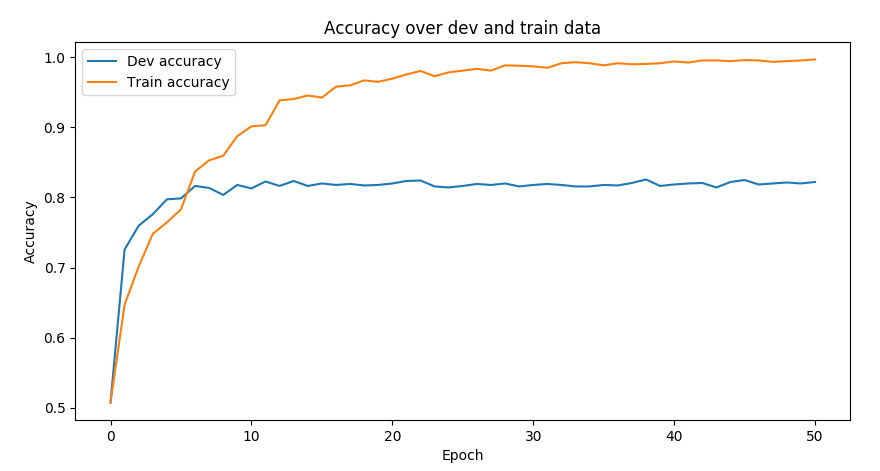 Accuracy over dev and train data
Dev accuracy
Train accuracy
1.0
0.9
0.8
0.7
0.6
0.5
Accuracy
0 10 20 30 40 50
Epoch